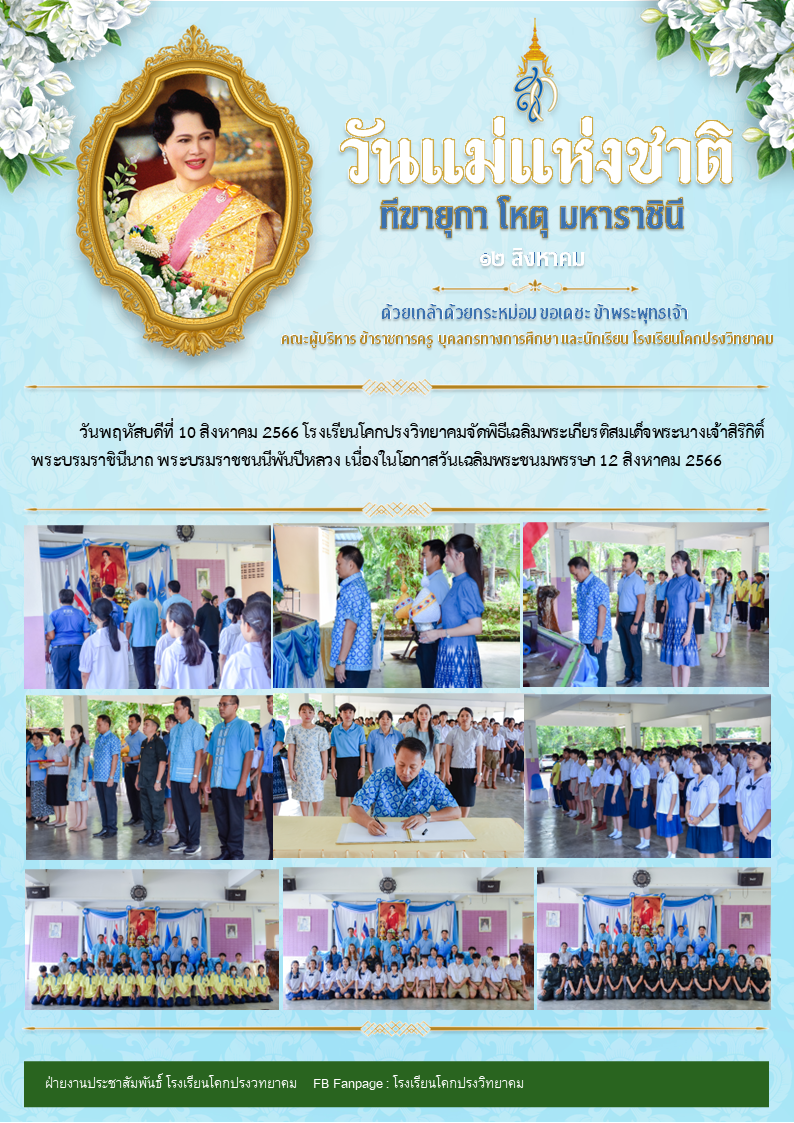 วันแม่แห่งชาติ
ทีฆายุกา โหตุ มหาราชินี
๑๒ สิงหาคม
ด้วยเกล้าด้วยกระหม่อม ขอเดชะ ข้าพระพุทธเจ้า
คณะผู้บริหาร ข้าราชการครู บุคลกรทางการศึกษา และนักเรียน โรงเรียนโคกปรงวิทยาคม
วันพฤหัสบดีที่ 10 สิงหาคม 2566 โรงเรียนโคกปรงวิทยาคมจัดพิธีเฉลิมพระเกียรติสมเด็จพระนางเจ้าสิริกิติ์
พระบรมราชินีนาถ พระบรมราชชนนีพันปีหลวง เนื่องในโอกาสวันเฉลิมพระชนมพรรษา 12 สิงหาคม 2566
ฝ่ายงานประชาสัมพันธ์ โรงเรียนโคกปรงวทยาคม FB Fanpage : โรงเรียนโคกปรงวิทยาคม